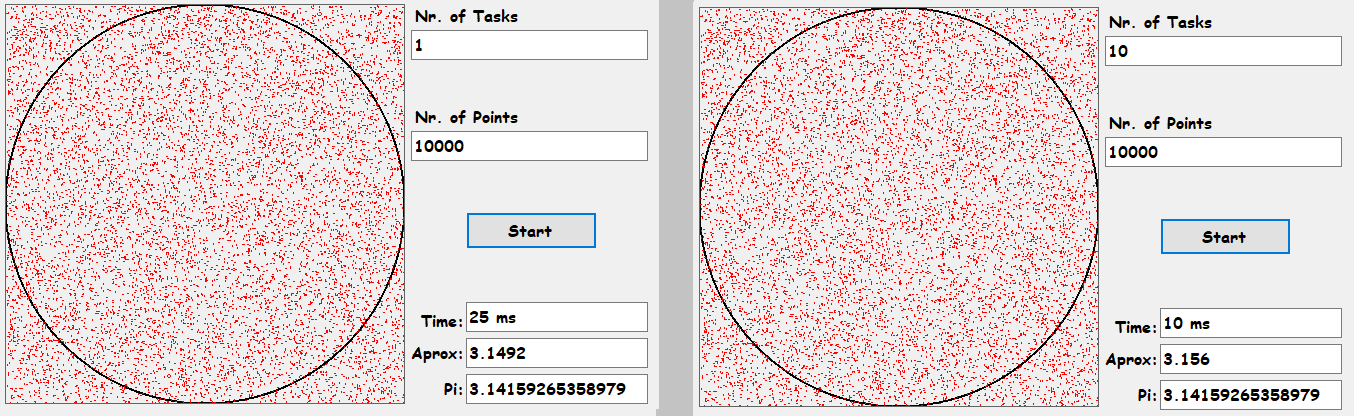 Nr. of Tasks
1
Nr. of Points
10000
Start
Time: 25 ms
Aprox: 3.1492
Pi: 3.14159265358979
Nr. of Tasks
10
Nr. of Points
10000
Start
Time: 10 ms
Aprox: 3.156
Pi: 3.14159265358979